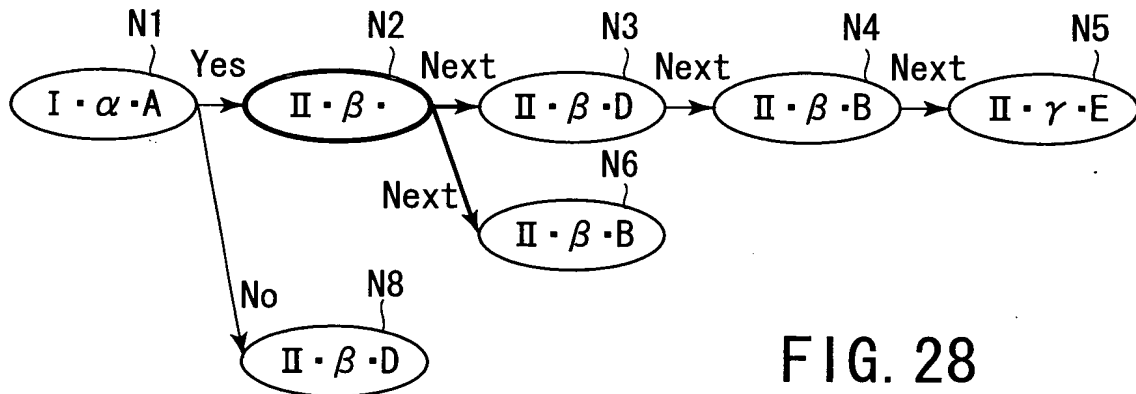 N1 N2 N3 N4 N5
Yes Next Next Next
I・α・A Ⅱ・β・ Ⅱ・β・D Ⅱ・β・B Ⅱ・γ・E
N6
Next
Ⅱ・β・B
N8
No
Ⅱ・β・D
FIG. 28